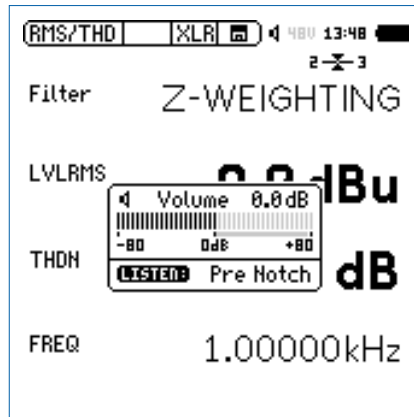 RMS/THD XLR 48V 13:48
2 3
Filter Z-WEIGHTING
LVLRMS dBu
Volume 0.0dB
-80 0dB +80
THDN dB
LISTEN: Pre Notch
FREQ 1.00000kHz